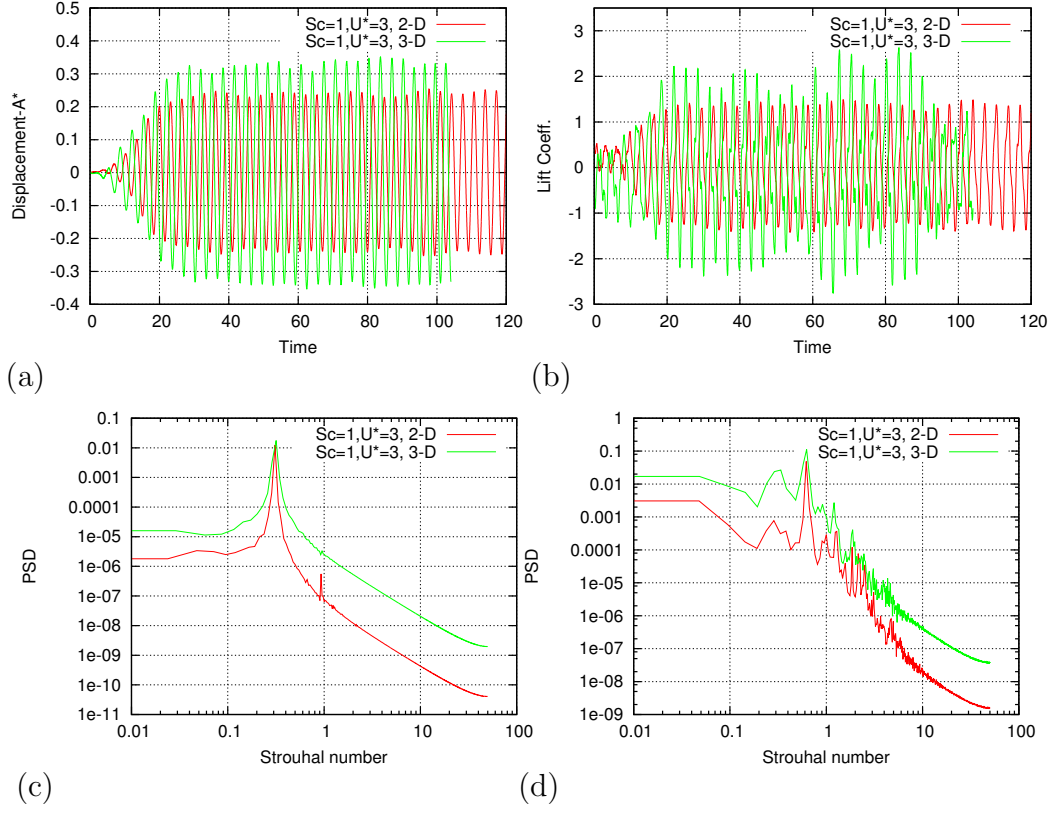 Sc=1,U*=3, 2-D
Sc=1,U*=3, 3-D
Displacement-A*
0.5
0.4
0.3
0.2
0.1
0
-0.1
-0.2
-0.3
-0.4
0 20 40 60 80 100 120
Time
(a)
Sc=1,U*=3, 2-D
Sc=1,U*=3, 3-D
Lift Coeff.
3
2
1
0
-1
-2
-3
0 20 40 60 80 100 120
Time
(b)
Sc=1,U*=3, 2-D
Sc=1,U*=3, 3-D
PSD
0.1
0.01
0.001
0.0001
1e-05
1e-06
1e-07
1e-08
1e-09
1e-10
1e-11
0.01 0.1 1 10 100
Strouhal number
(c)
Sc=1,U*=3, 2-D
Sc=1,U*=3, 3-D
PSD
1
0.1
0.01
0.001
0.0001
1e-05
1e-06
1e-07
1e-08
1e-09
0.01 0.1 1 10 100
Strouhal number
(d)